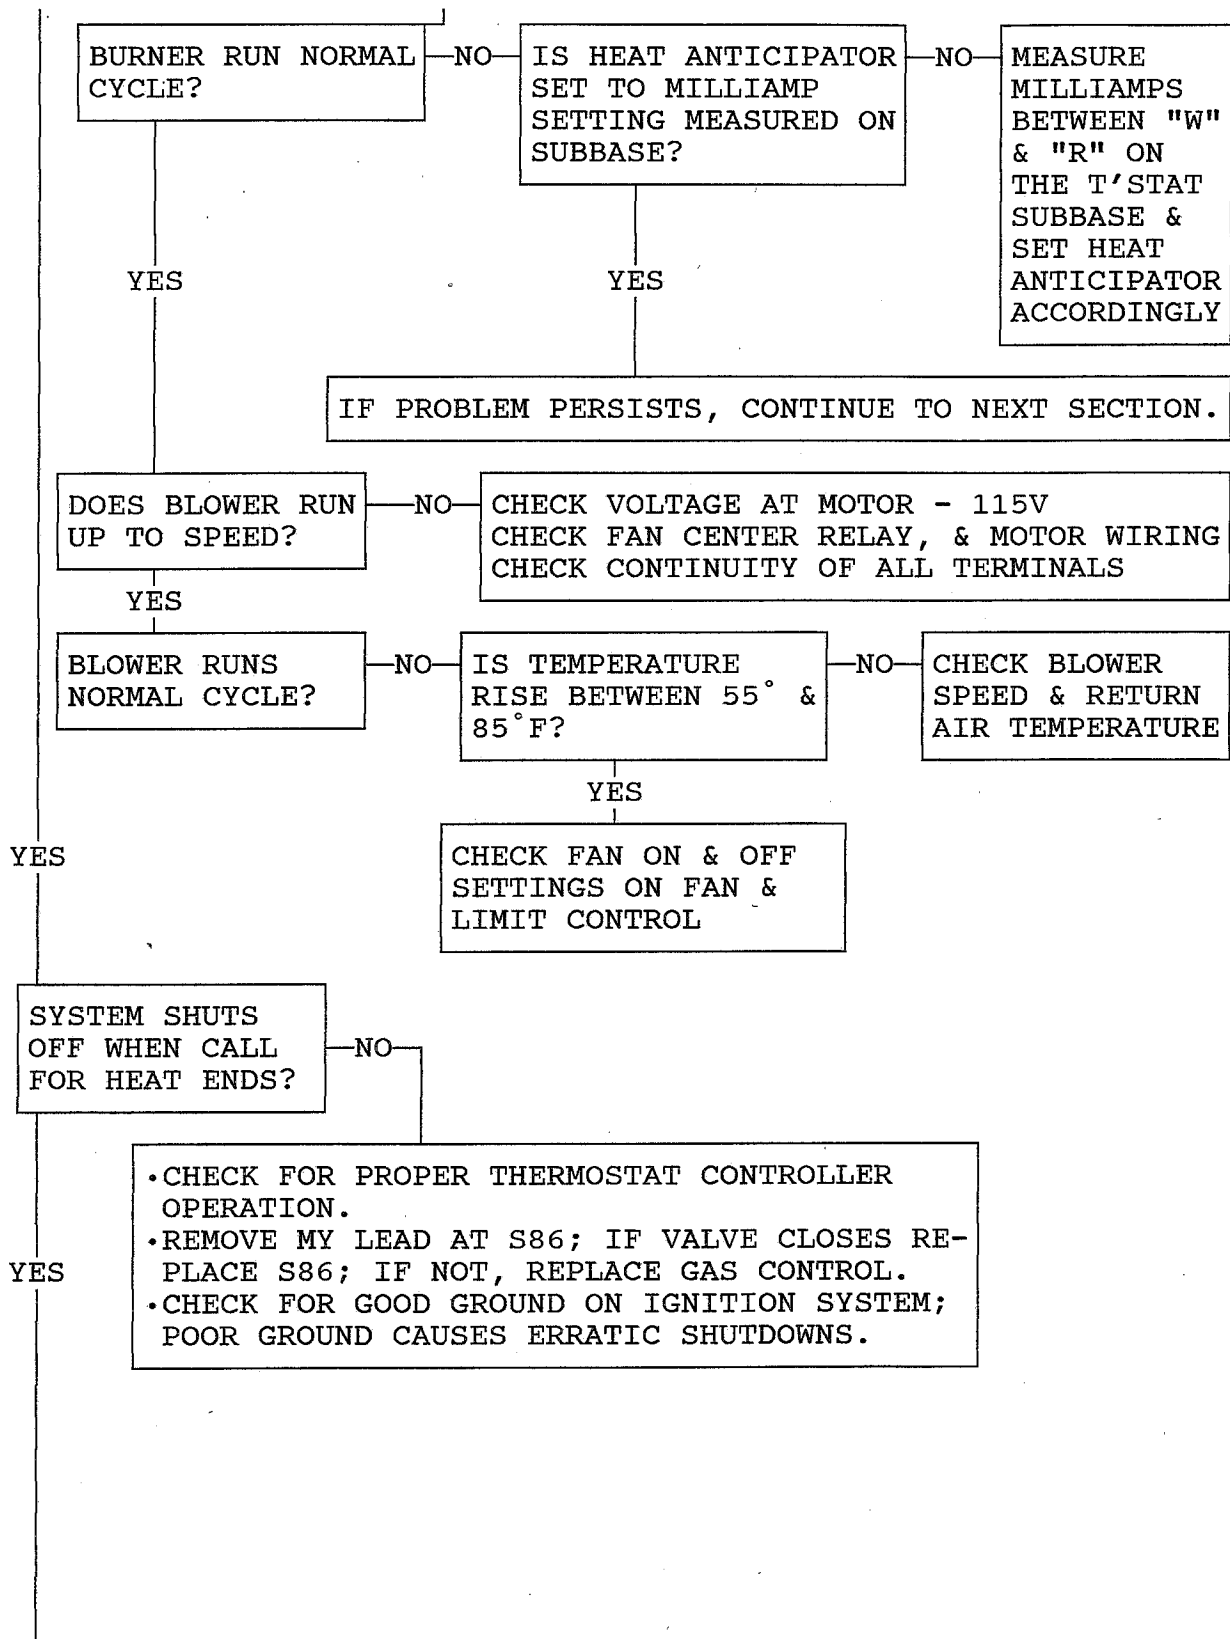 BURNER RUN NORMAL
CYCLE?
NO
IS HEAT ANTICIPATOR
SET TO MILLIAMP
SETTING MEASURED ON
SUBBASE?
NO
MEASURE
MILLIAMPS
BETWEEN "W"
& "R" ON
THE T'STAT
SUBBASE &
SET HEAT
ANTICIPATOR
ACCORDINGLY
YES
YES
IF PROBLEM PERSISTS, CONTINUE TO NEXT SECTION.
DOES BLOWER RUN
UP TO SPEED?
NO
CHECK VOLTAGE AT MOTOR - 115V
CHECK FAN CENTER RELAY, & MOTOR WIRING
CHECK CONTINUITY OF ALL TERMINALS
YES
BLOWER RUNS
NORMAL CYCLE?
NO
IS TEMPERATURE
RISE BETWEEN 55° &
85°F?
NO
CHECK BLOWER
SPEED & RETURN
AIR TEMPERATURE
YES
CHECK FAN ON & OFF
SETTINGS ON FAN &
LIMIT CONTROL
YES
SYSTEM SHUTS
OFF WHEN CALL
FOR HEAT ENDS?
NO
•CHECK FOR PROPER THERMOSTAT CONTROLLER
OPERATION.
•REMOVE MY LEAD AT S86; IF VALVE CLOSES RE-
PLACE S86; IF NOT, REPLACE GAS CONTROL.
•CHECK FOR GOOD GROUND ON IGNITION SYSTEM;
POOR GROUND CAUSES ERRATIC SHUTDOWNS.
YES